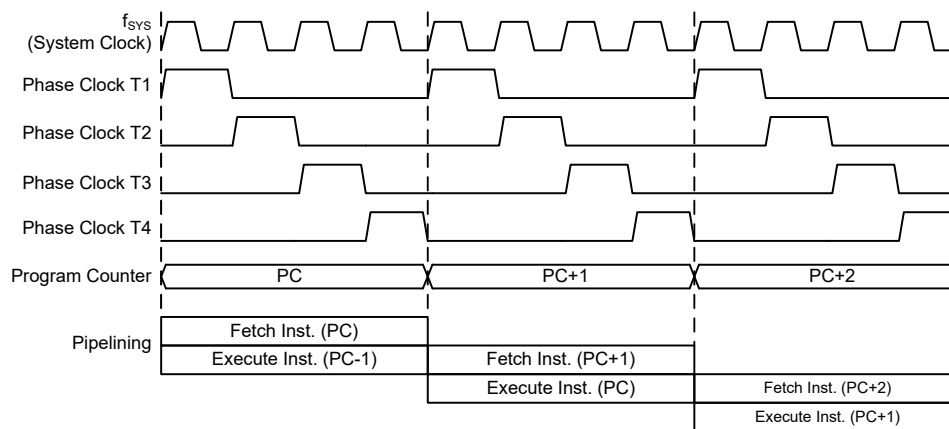 fSYS
(System Clock)
Phase Clock T1
Phase Clock T2
Phase Clock T3
Phase Clock T4
Program Counter PC PC+1 PC+2
Pipelining
Fetch Inst. (PC)
Execute Inst. (PC-1) Fetch Inst. (PC+1)
Execute Inst. (PC) Fetch Inst. (PC+2)
Execute Inst. (PC+1)